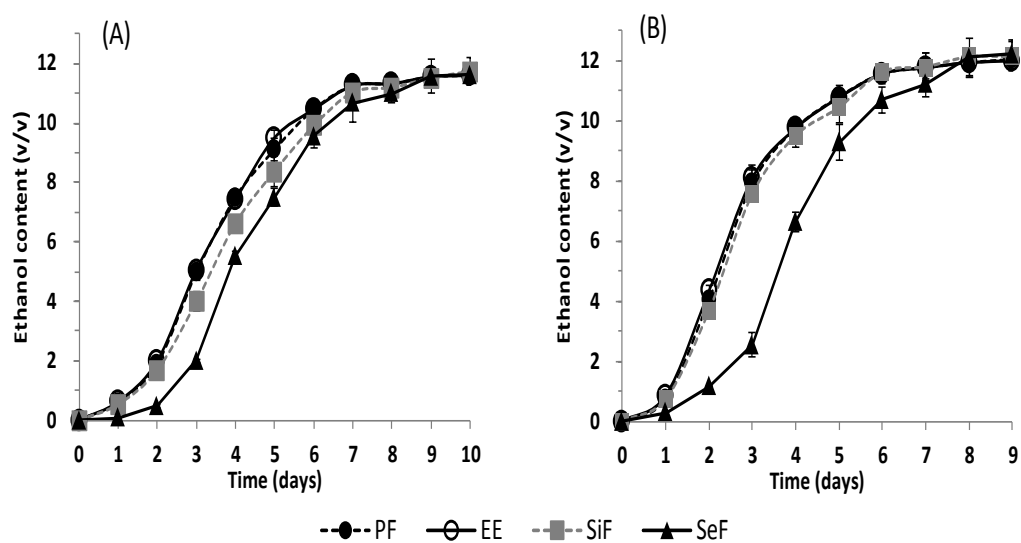 (A)
Ethanol content (v/v)
12
10
8
6
4
2
0
0 1 2 3 4 5 6 7 8 9 10
Time (days)
(B)
Ethanol content (v/v)
12
10
8
6
4
2
0
0 1 2 3 4 5 6 7 8 9
Time (days)
PF EE SiF SeF